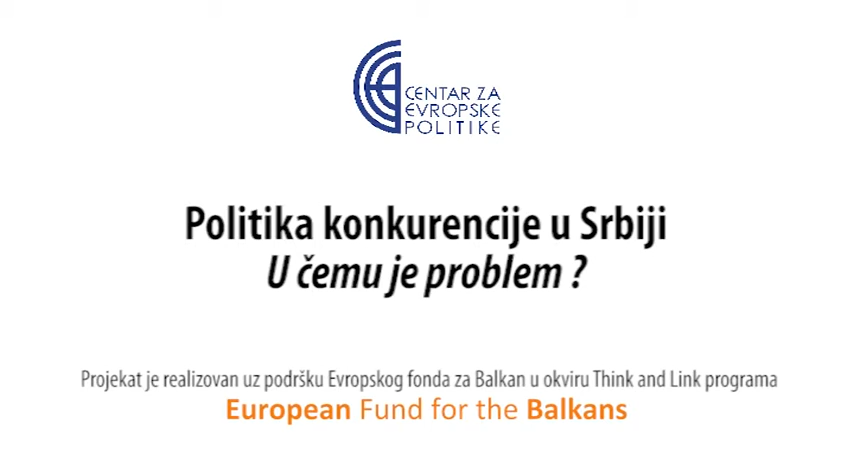 CENTAR ZA
EVROPSKE
POLITIKE
Politika konkurencije u Srbiji
U čemu je problem ?
Projekat je realizovan uz podršku Evropskog fonda za Balkan u okviru Think and Link programa
European Fund for the Balkans